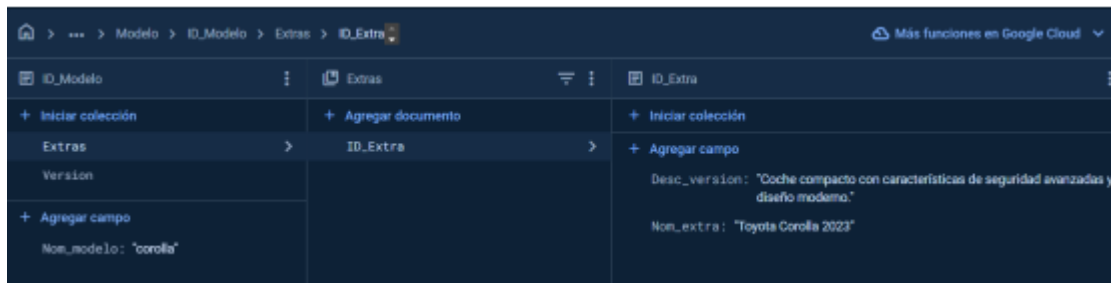 > ... > Modelo > ID_Modelo > Extras > ID_Extra
Más funciones en Google Cloud
ID_Modelo
Extras
ID_Extra
+ Iniciar colección
+ Agregar documento
+ Iniciar colección
Extras
ID_Extra
+ Agregar campo
Version
Desc_version: "Coche compacto con características de seguridad avanzadas y
diseño moderno."
+ Agregar campo
Nom_extra: "Toyota Corolla 2023"
Nom_modelo: "corolla"